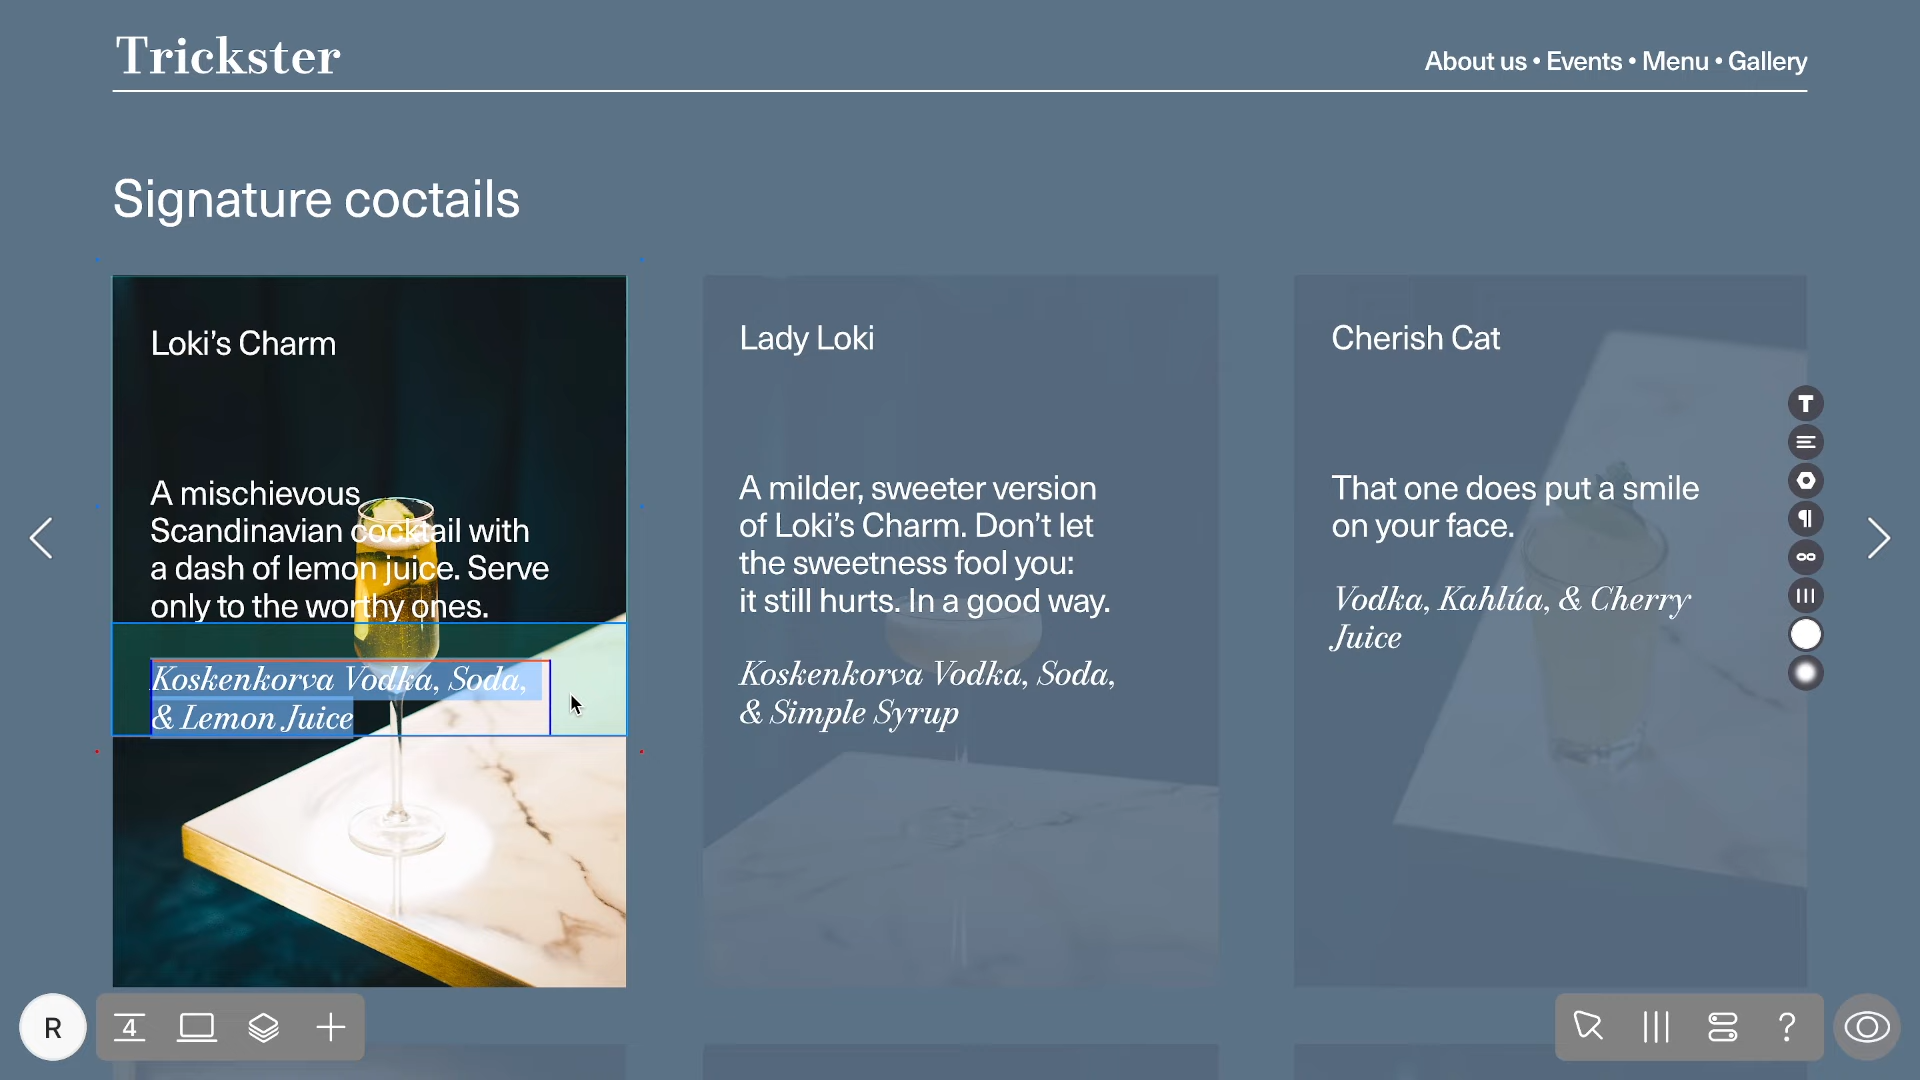 Trickster
About us • Events • Menu • Gallery
Signature coctails
Loki’s Charm
A mischievous
Scandinavian cocktail with
a dash of lemon juice. Serve
only to the worthy ones.
Koskenkorva Vodka, Soda,
& Lemon Juice
Lady Loki
A milder, sweeter version
of Loki’s Charm. Don’t let
the sweetness fool you:
it still hurts. In a good way.
Koskenkorva Vodka, Soda,
& Simple Syrup
Cherish Cat
That one does put a smile
on your face.
Vodka, Kahlúa, & Cherry
Juice
T
¶
R
4
?